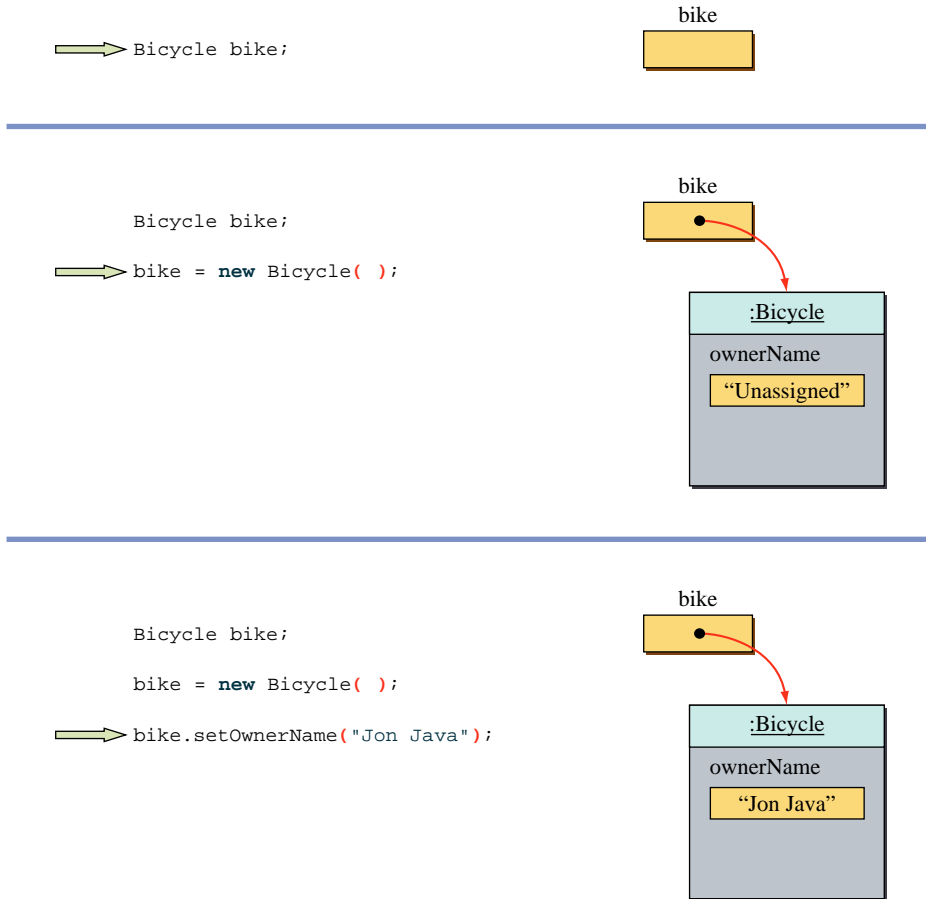 bike
Bicycle bike;
bike
Bicycle bike;
bike = new Bicycle( );
:Bicycle
ownerName
“Unassigned”
bike
Bicycle bike;
bike = new Bicycle( );
bike.setOwnerName("Jon Java");
:Bicycle
ownerName
“Jon Java”